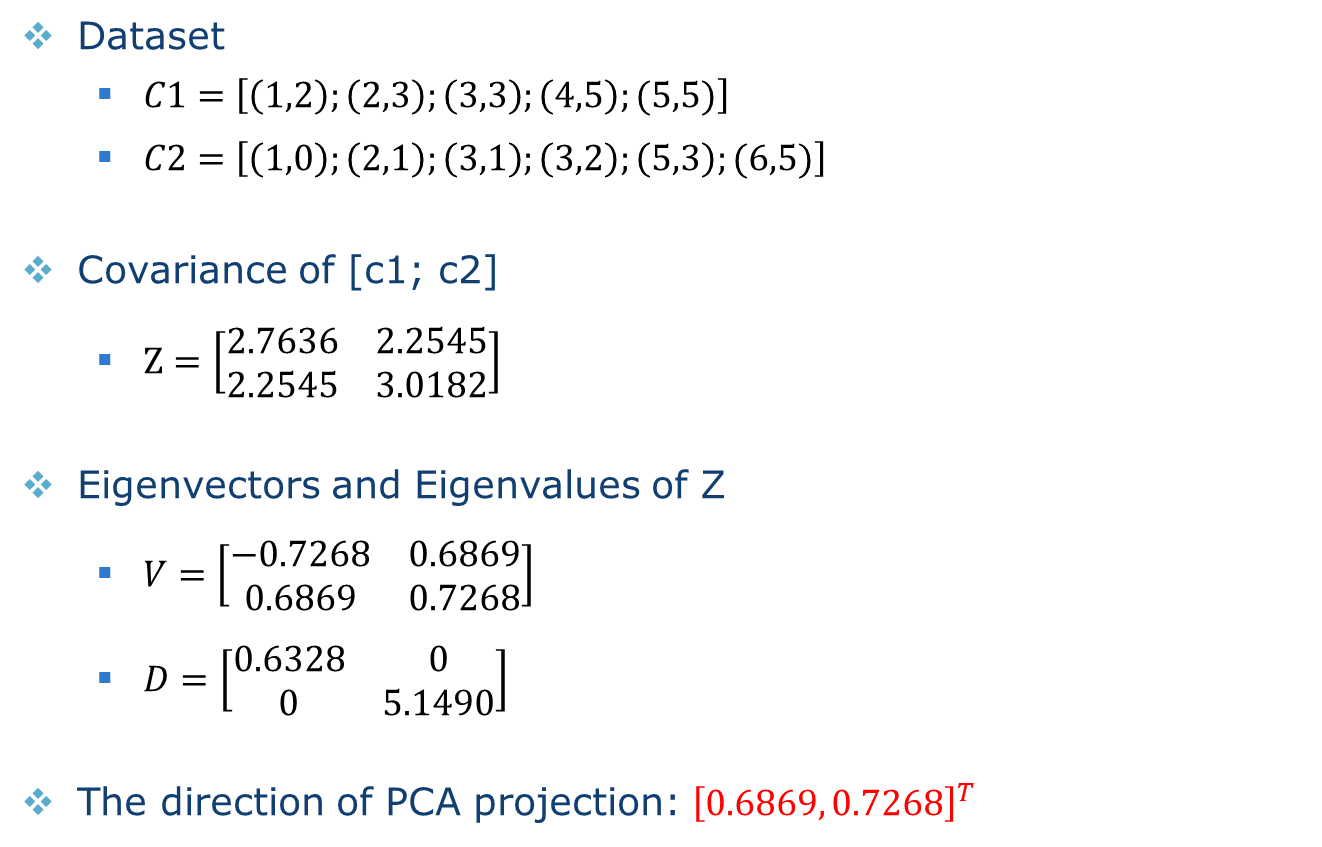 ❖ Dataset
▪ C1 = [(1,2); (2,3); (3,3); (4,5); (5,5)]
▪ C2 = [(1,0); (2,1); (3,1); (3,2); (5,3); (6,5)]
❖ Covariance of [c1; c2]
▪ Z = [2.7636 2.2545
2.2545 3.0182]
❖ Eigenvectors and Eigenvalues of Z
▪ V = [−0.7268 0.6869
0.6869 0.7268]
▪ D = [0.6328 0
0 5.1490]
❖ The direction of PCA projection: [0.6869, 0.7268]ᵀ